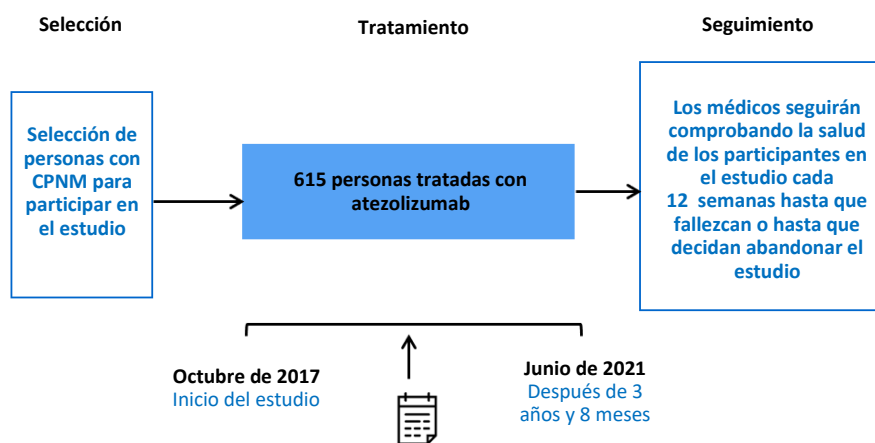 Selección
Tratamiento
Seguimiento
Selección de
personas con
CPNM para
participar en
el estudio
615 personas tratadas con
atezolizumab
Los médicos seguirán
comprobando la salud
de los participantes en
el estudio cada
12 semanas hasta que
fallezcan o hasta que
decidan abandonar el
estudio
Octubre de 2017
Inicio del estudio
Junio de 2021
Después de 3
años y 8 meses